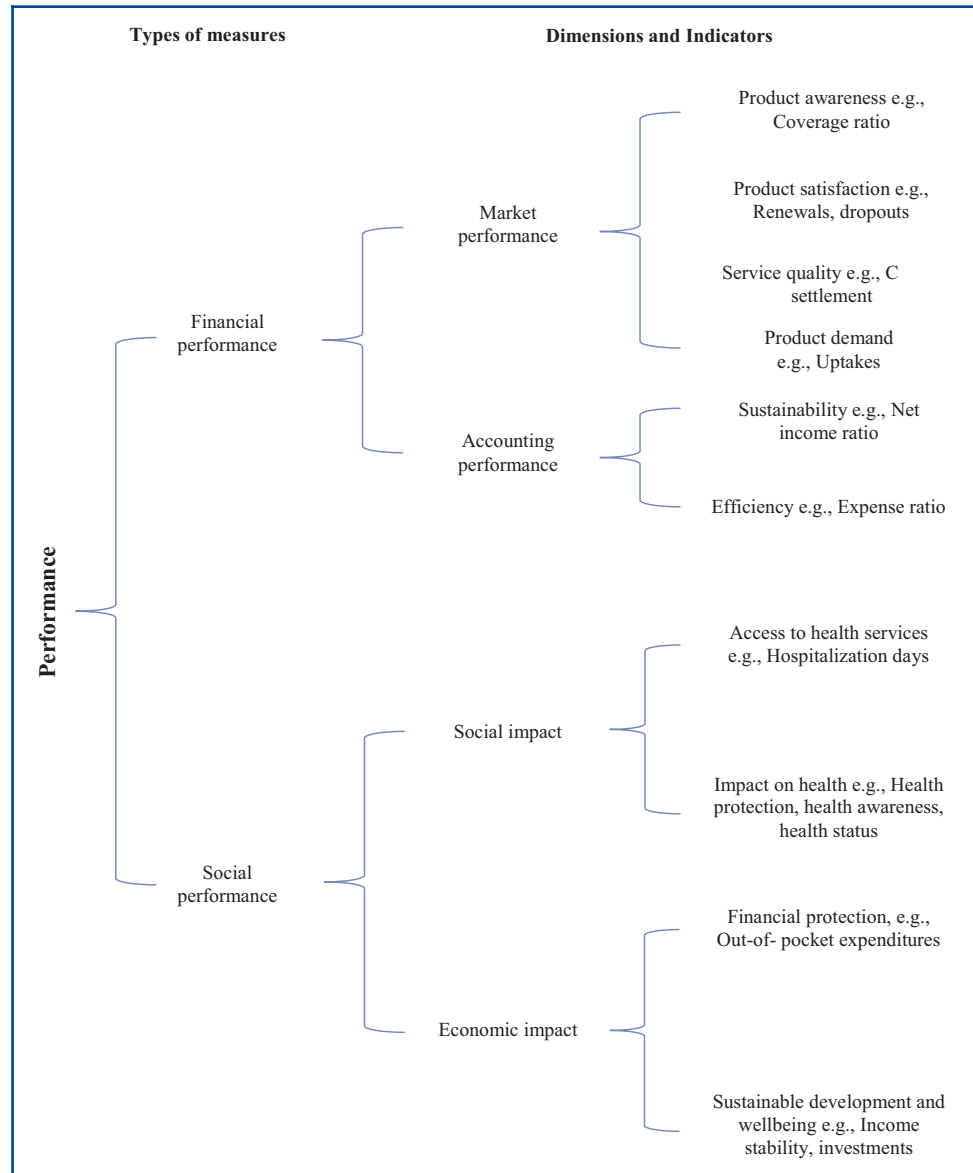 Types of measures
Dimensions and Indicators
Performance
Financial
performance
Market
performance
Product awareness e.g.,
Coverage ratio
Product satisfaction e.g.,
Renewals, dropouts
Service quality e.g., C
settlement
Product demand
e.g., Uptakes
Accounting
performance
Sustainability e.g., Net
income ratio
Efficiency e.g., Expense ratio
Social
performance
Social impact
Access to health services
e.g., Hospitalization days
Impact on health e.g., Health
protection, health awareness,
health status
Economic impact
Financial protection, e.g.,
Out-of- pocket expenditures
Sustainable development and
wellbeing e.g., Income
stability, investments